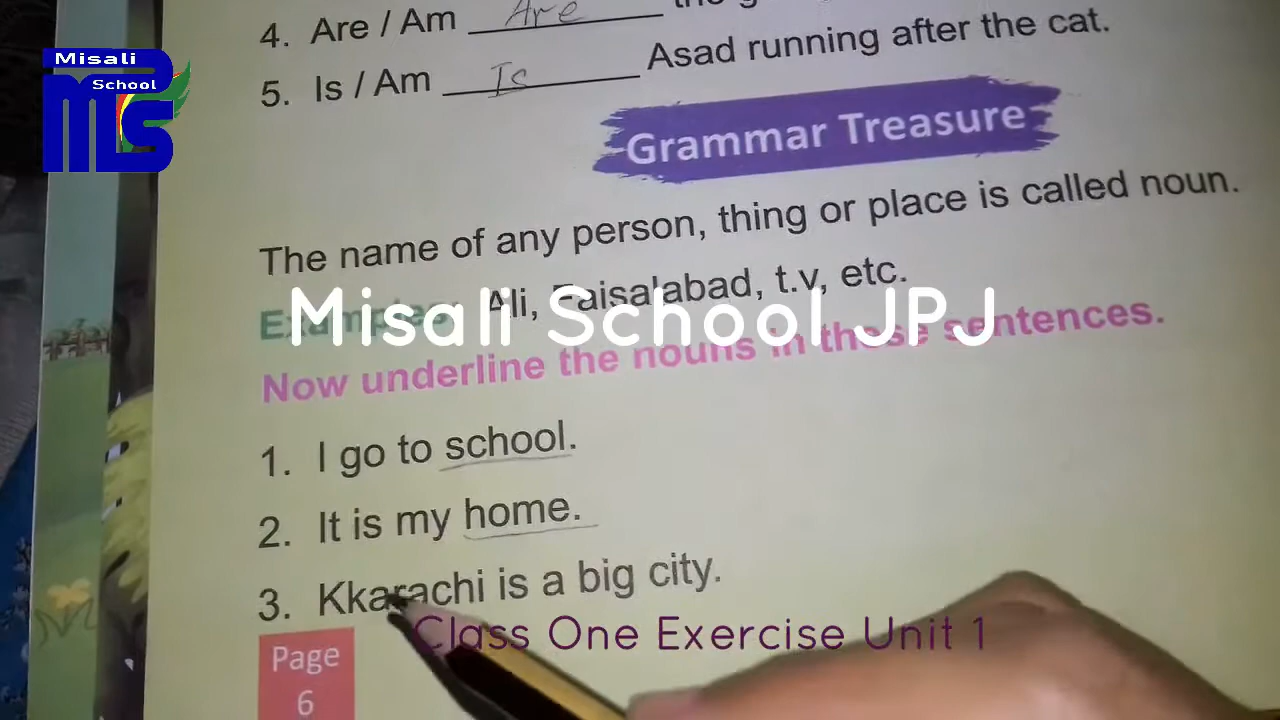 Misali
School
MPS
4. Are / Am Are
5. Is / Am Is Asad running after the cat.
Grammar Treasure
The name of any person, thing or place is called noun.
Examples: Ali, Faisalabad, t.v, etc.
Misali School JPJ
Now underline the nouns in these sentences.
1. I go to school.
2. It is my home.
3. Kkarachi is a big city.
Class One Exercise Unit 1
Page
6